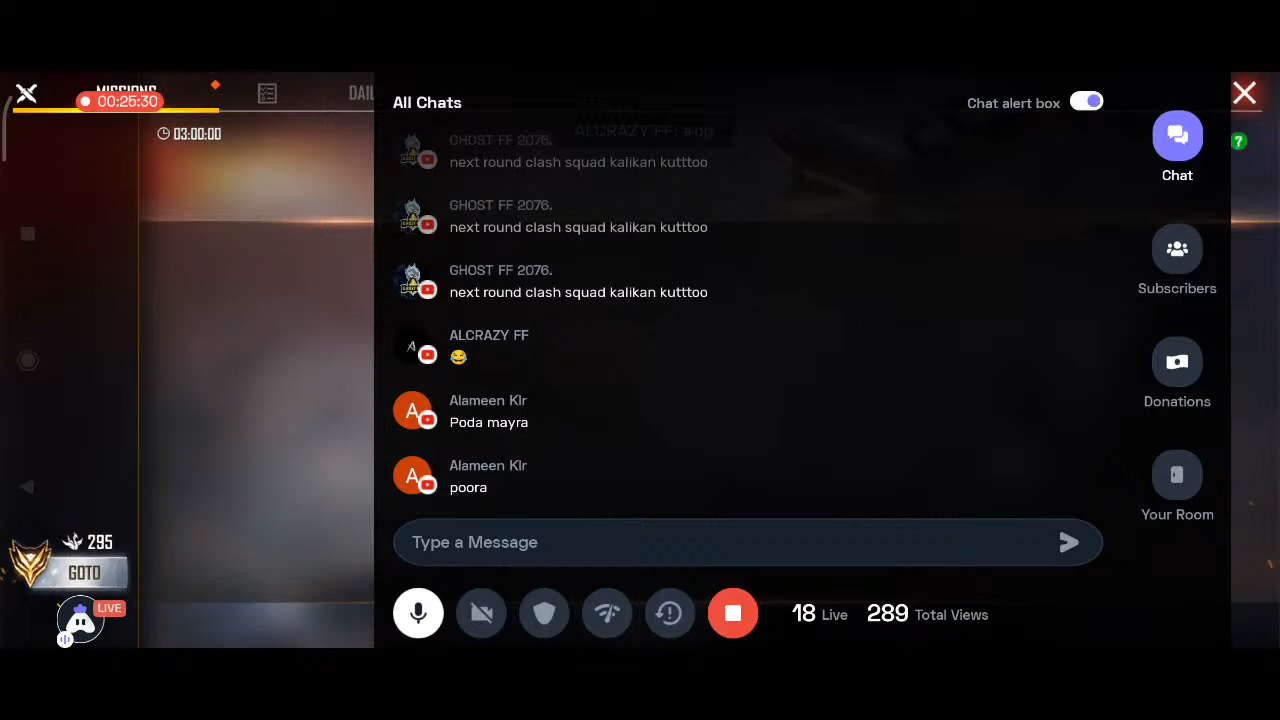 MISSIONS
DAIL
00:25:30
03:00:00
All Chats
Chat alert box
ALCRAZY FF:
GHOST FF 2076.
next round clash squad kalikan kutttoo
GHOST FF 2076.
next round clash squad kalikan kutttoo
GHOST FF 2076.
next round clash squad kalikan kutttoo
ALCRAZY FF
😂
Alameen Klr
Poda mayra
Alameen Klr
poora
Type a Message
18 Live 289 Total Views
Chat
Subscribers
Donations
Your Room
?
295
GOTO
LIVE